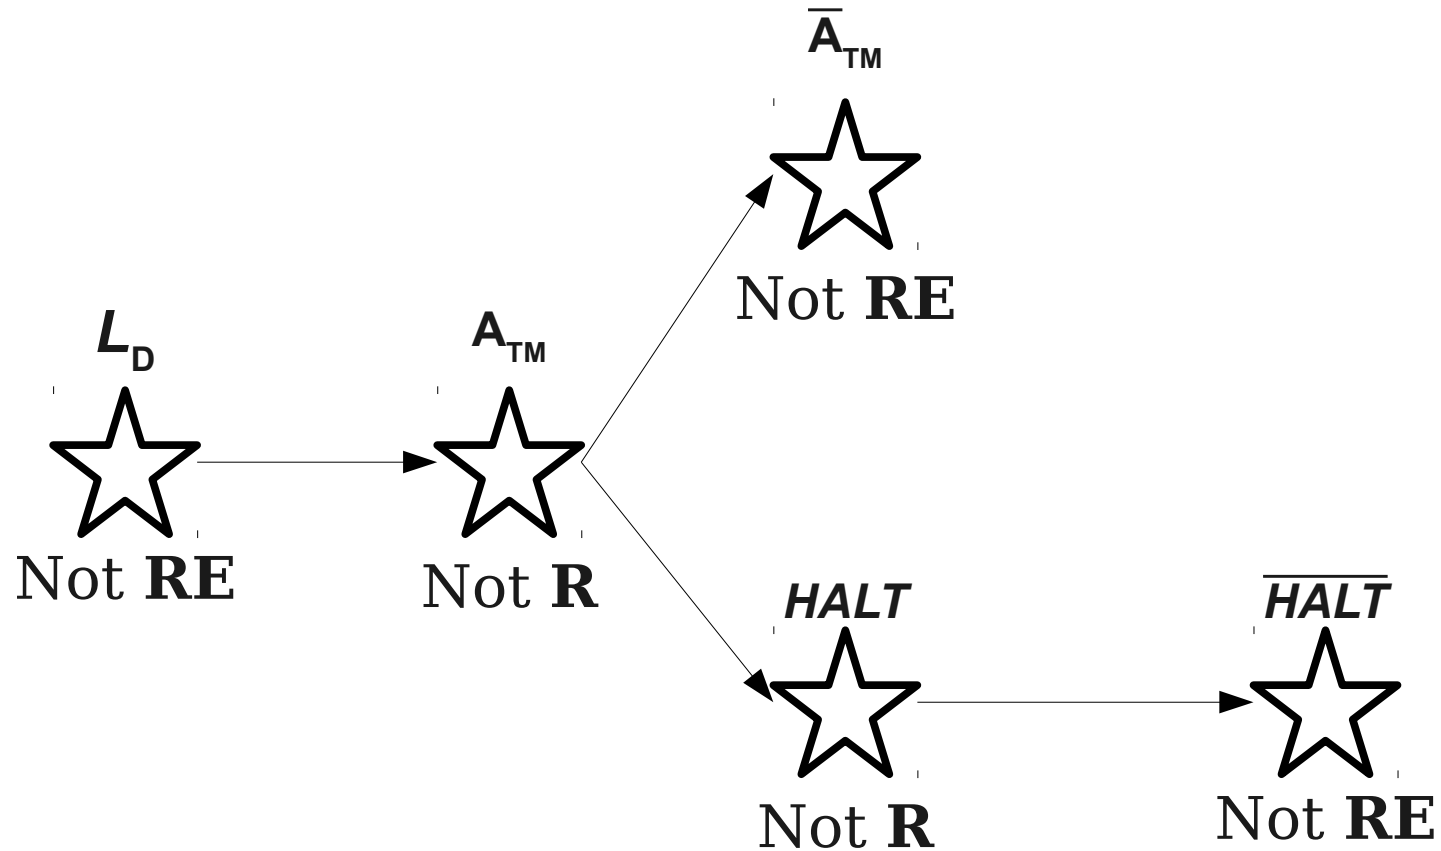 A̅TM
Not RE
LD
Not RE
ATM
Not R
HALT
Not R
H̅A̅L̅T̅
Not RE